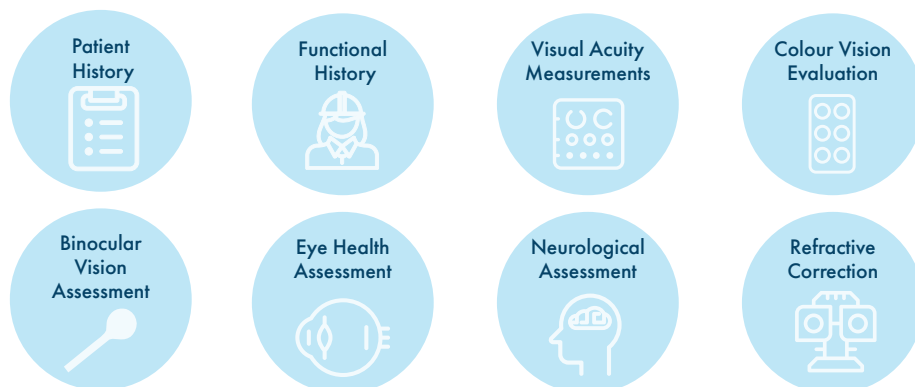 Patient
History
Functional
History
Visual Acuity
Measurements
Colour Vision
Evaluation
Binocular
Vision
Assessment
Eye Health
Assessment
Neurological
Assessment
Refractive
Correction